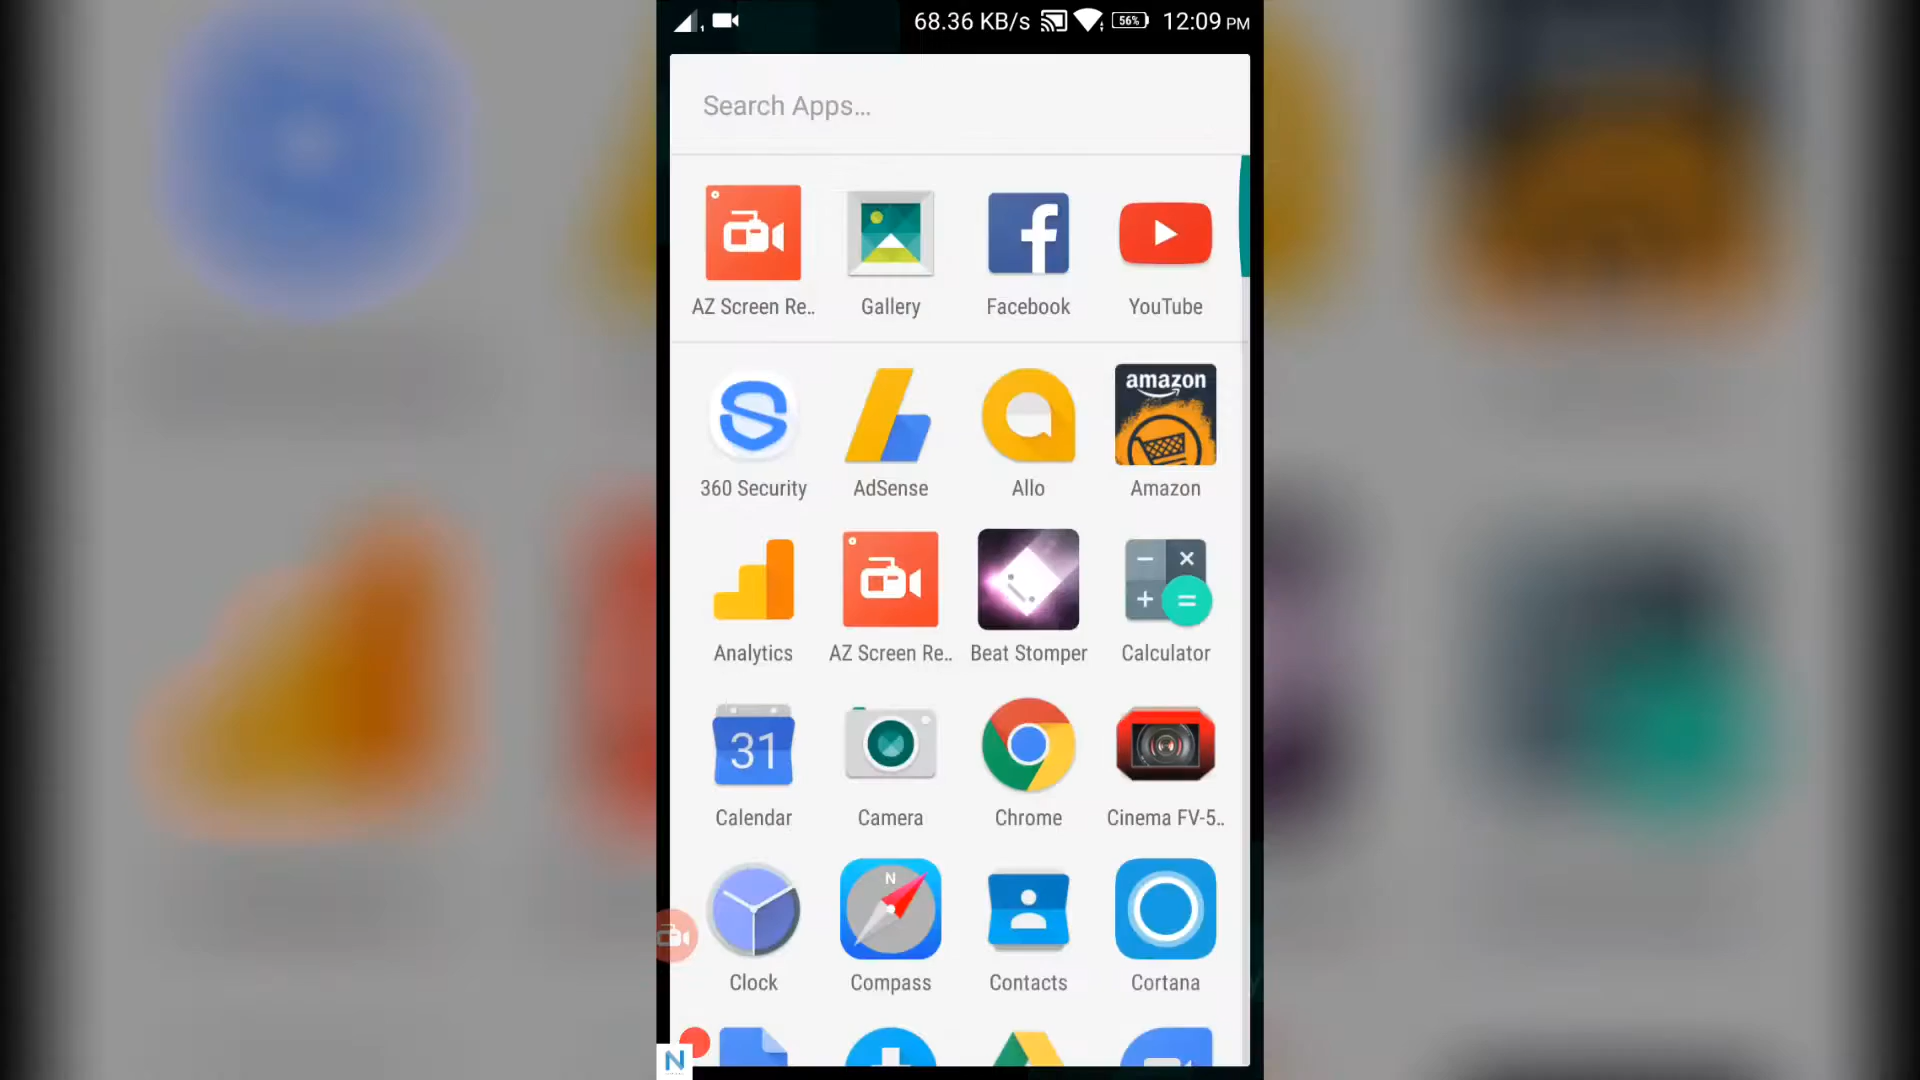 68.36 KB/s 56% 12:09 PM
Search Apps...
AZ Screen Re.. Gallery Facebook YouTube
amazon
360 Security AdSense Allo Amazon
Analytics AZ Screen Re.. Beat Stomper Calculator
31
Calendar Camera Chrome Cinema FV-5..
N
Clock Compass Contacts Cortana
N